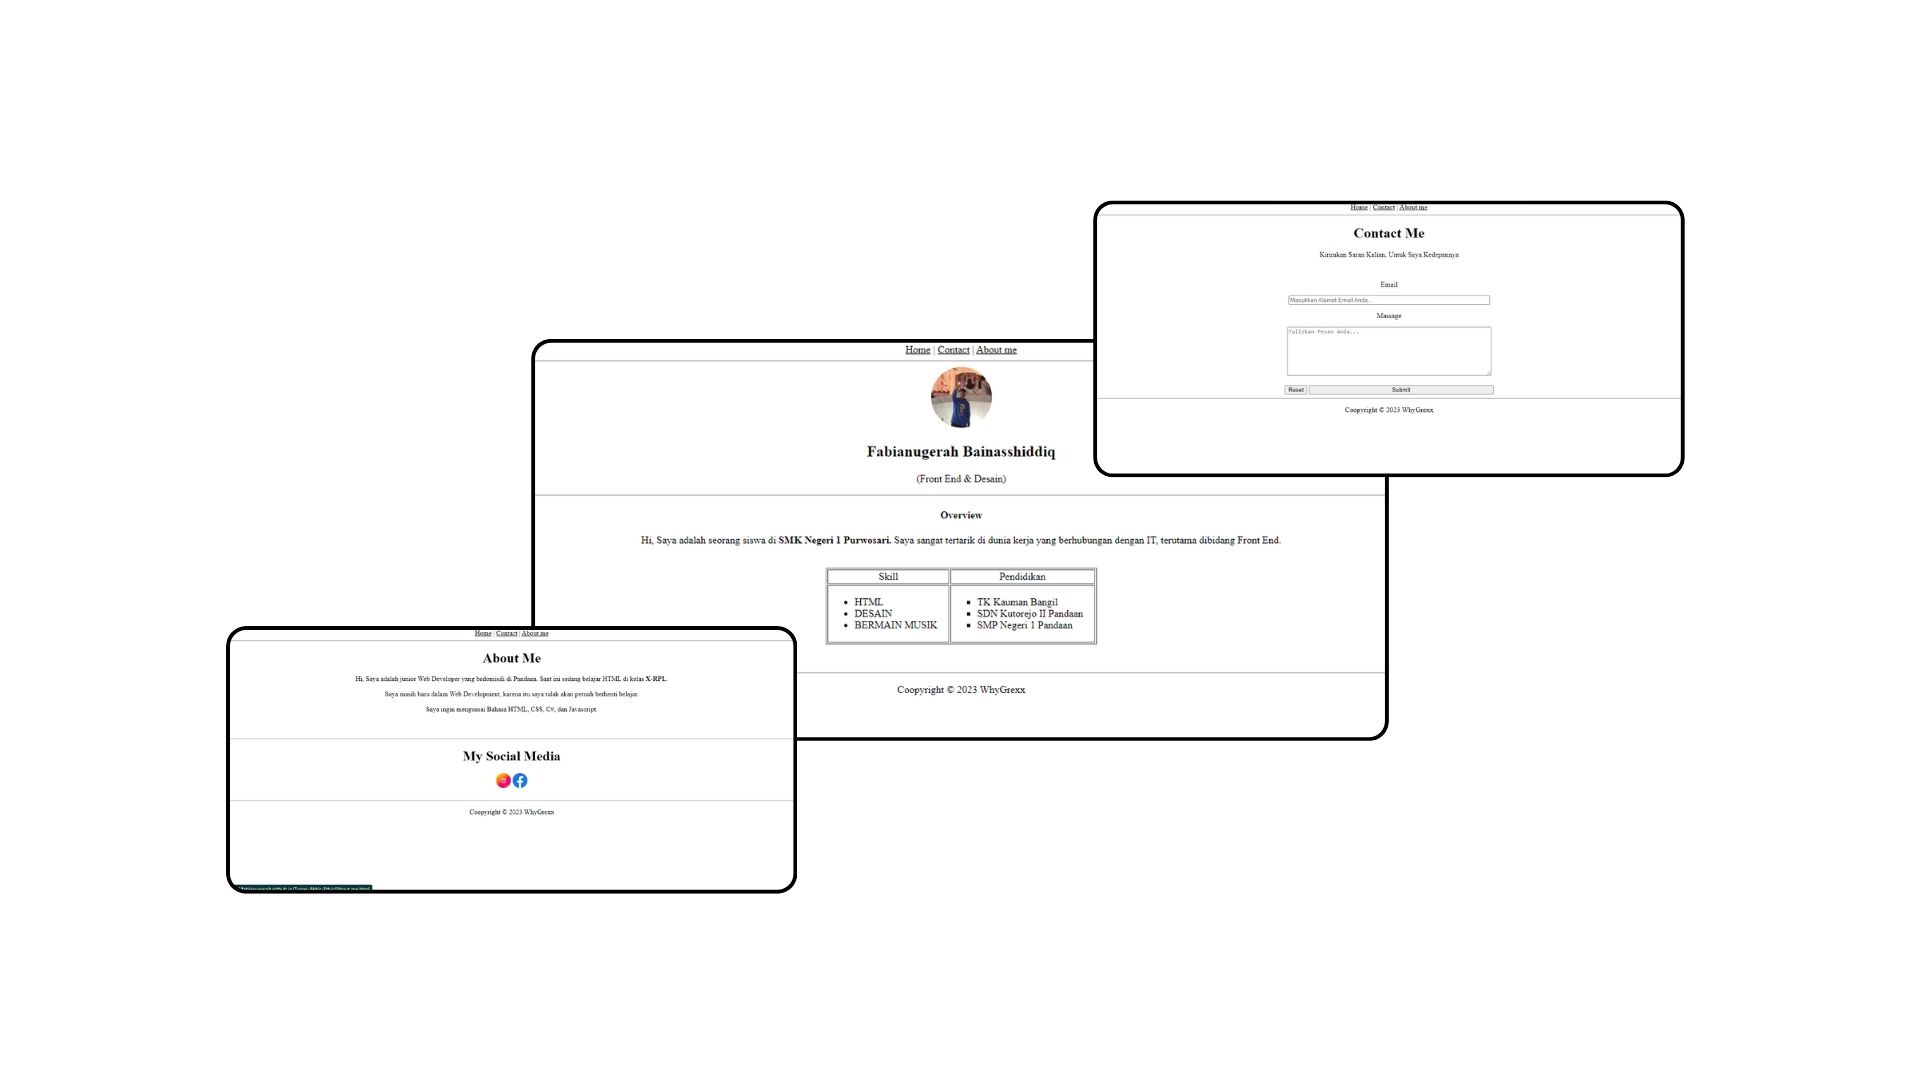 Home | Contact | About me
Contact Me
Kirimkan Saran Kalian, Untuk Saya Kedepannya
Email
Masukkan Alamat Email Anda...
Massage
Tuliskan Pesan Anda...
Reset Submit
Coopyright © 2023 WhyGrexx
Home | Contact | About me
Fabianugerah Bainasshiddiq
(Front End & Desain)
Overview
Hi, Saya adalah seorang siswa di SMK Negeri 1 Purwosari. Saya sangat tertarik di dunia kerja yang berhubungan dengan IT, terutama dibidang Front End.
Skill Pendidikan
• HTML ▪ TK Kauman Bangil
• DESAIN ▪ SDN Kutorejo II Pandaan
• BERMAIN MUSIK ▪ SMP Negeri 1 Pandaan
Coopyright © 2023 WhyGrexx
Home | Contact | About me
About Me
Hi, Saya adalah junior Web Developer yang bedomisili di Pandaan. Saat ini sedang belajar HTML di kelas X-RPL.
Saya masih baru dalam Web Development, karena itu saya tidak akan pernah berhenti belajar.
Saya ingin menguasai Bahasa HTML, CSS, C#, dan Javascript.
My Social Media
Coopyright © 2023 WhyGrexx